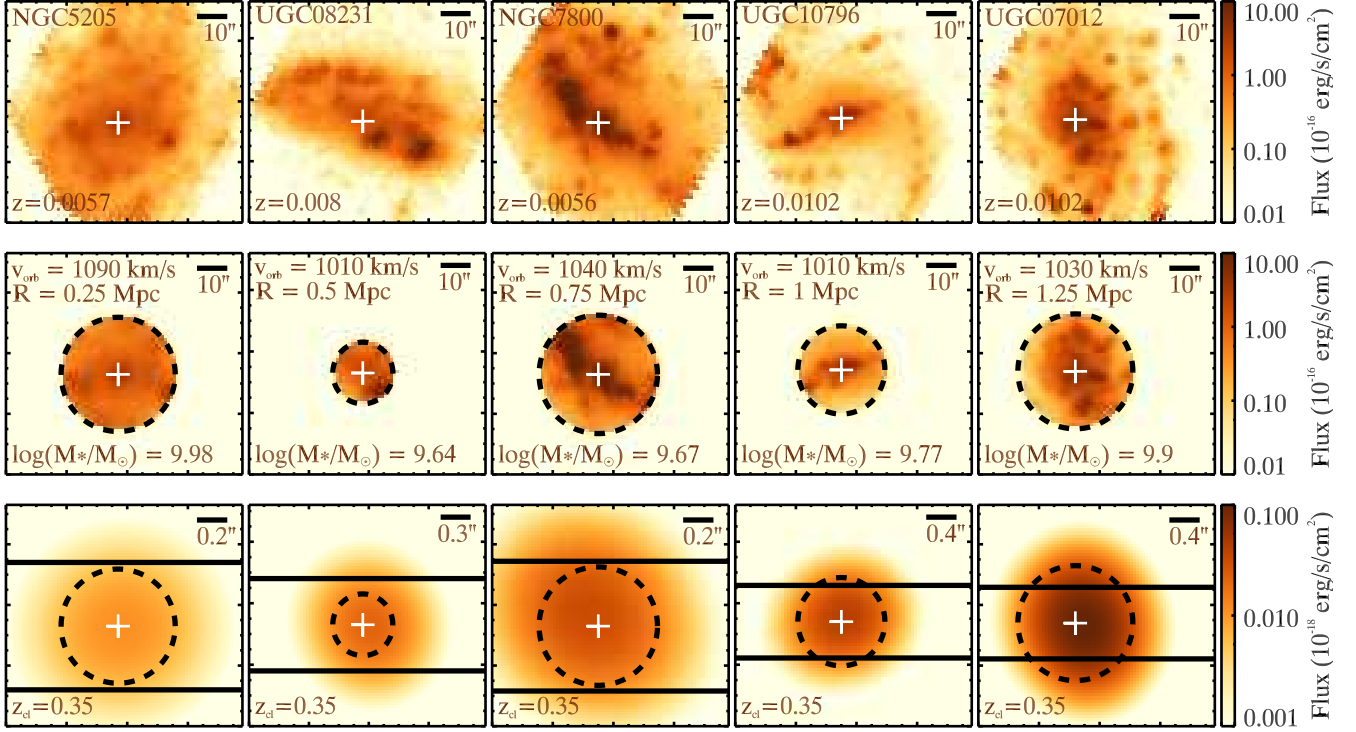 NGC5205
10"
z=0.0057
UGC08231
10"
z=0.008
NGC7800
10"
z=0.0056
UGC10796
10"
z=0.0102
UGC07012
10"
z=0.0102
10.00
1.00
0.10
0.01
Flux (10⁻¹⁶ erg/s/cm²)
v_orb = 1090 km/s
R = 0.25 Mpc
10"
log(M*/M☉) = 9.98
v_orb = 1010 km/s
R = 0.5 Mpc
10"
log(M*/M☉) = 9.64
v_orb = 1040 km/s
R = 0.75 Mpc
10"
log(M*/M☉) = 9.67
v_orb = 1010 km/s
R = 1 Mpc
10"
log(M*/M☉) = 9.77
v_orb = 1030 km/s
R = 1.25 Mpc
10"
log(M*/M☉) = 9.9
10.00
1.00
0.10
0.01
Flux (10⁻¹⁶ erg/s/cm²)
0.2"
z_cl=0.35
0.3"
z_cl=0.35
0.2"
z_cl=0.35
0.4"
z_cl=0.35
0.4"
z_cl=0.35
0.100
0.010
0.001
Flux (10⁻¹⁸ erg/s/cm²)